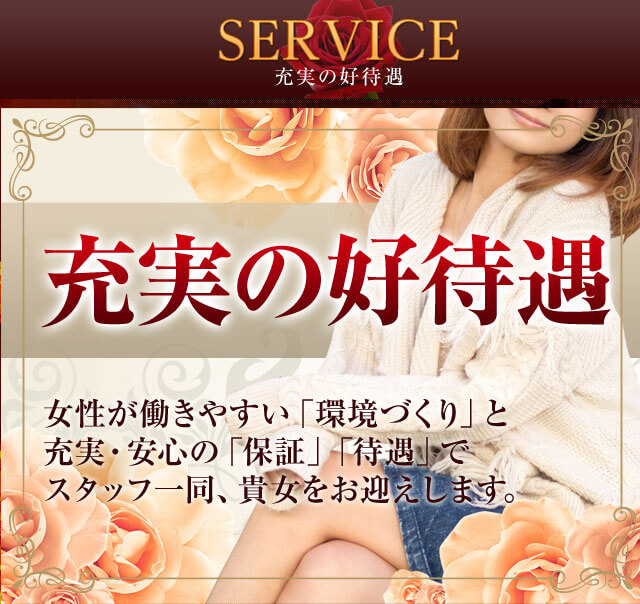 SERVICE
充実の好待遇
充実の好待遇
女性が働きやすい「環境づくり」と
充実・安心の「保証」「待遇」で
スタッフ一同、貴女をお迎えします。